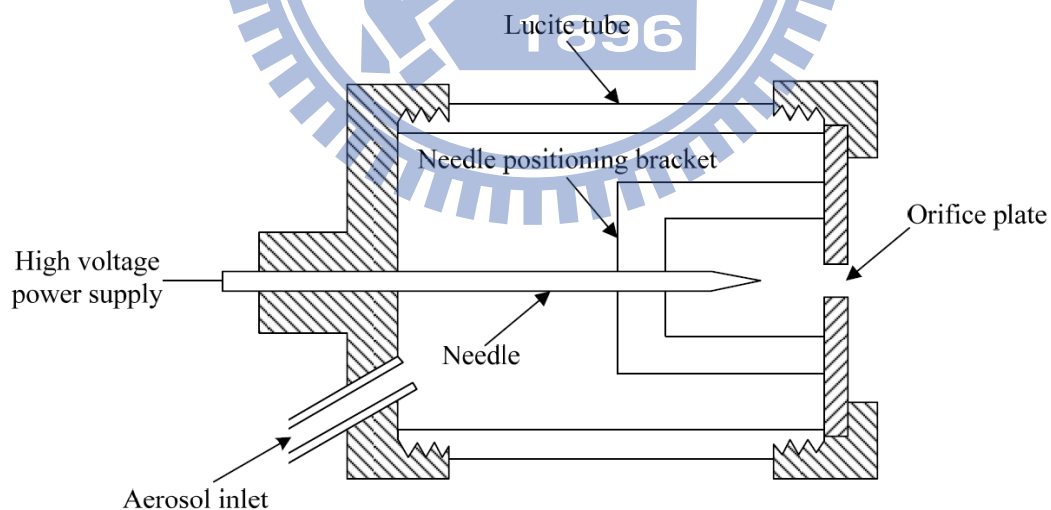 1896
Lucite tube
Needle positioning bracket
Orifice plate
High voltage
power supply
Needle
Aerosol inlet